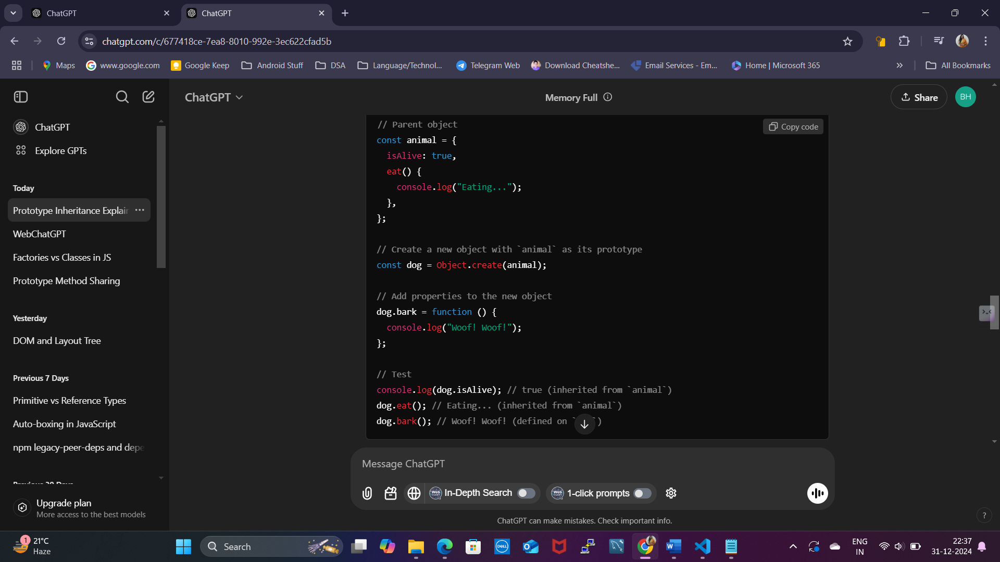 ChatGPT
ChatGPT
chatgpt.com/c/677418ce-7ea8-8010-992e-3ec622cfad5b
Maps
www.google.com
Google Keep
Android Stuff
DSA
Language/Technol...
Telegram Web
Download Cheatshe...
Email Services - Em...
Home | Microsoft 365
All Bookmarks
ChatGPT
Memory Full
Share
BH
ChatGPT
Explore GPTs
Today
Prototype Inheritance Explain
WebChatGPT
Factories vs Classes in JS
Prototype Method Sharing
Yesterday
DOM and Layout Tree
Previous 7 Days
Primitive vs Reference Types
Auto-boxing in JavaScript
npm legacy-peer-deps and depe
Previous 30 Days
Upgrade plan
More access to the best models
Copy code
// Parent object
const animal = {
  isAlive: true,
  eat() {
    console.log("Eating...");
  },
};
// Create a new object with `animal` as its prototype
const dog = Object.create(animal);
// Add properties to the new object
dog.bark = function () {
  console.log("Woof! Woof!");
};
// Test
console.log(dog.isAlive); // true (inherited from `animal`)
dog.eat(); // Eating... (inherited from `animal`)
dog.bark(); // Woof! Woof! (defined on ` `)
Message ChatGPT
In-Depth Search
1-click prompts
ChatGPT can make mistakes. Check important info.
?
1
21°C
Haze
Search
DELL
ENG
IN
22:37
31-12-2024